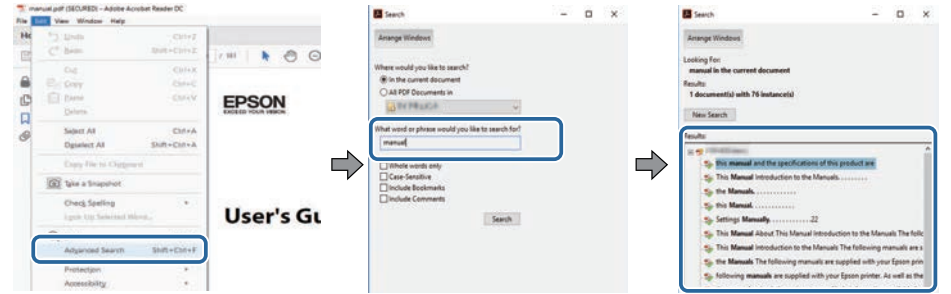 manual.pdf (SECURED) - Adobe Acrobat Reader DC
File Edit View Window Help
Undo Ctrl+Z
Redo Shift+Ctrl+Z
Cut Ctrl+X
Copy Ctrl+C
Paste Ctrl+V
Delete
Select All Ctrl+A
Deselect All Shift+Ctrl+A
Copy File to Clipboard
Take a Snapshot
Check Spelling
Look Up Selected Word...
Advanced Search Shift+Ctrl+F
Protection
Accessibility
EPSON
EXCEED YOUR VISION
User's Gu
Search
Arrange Windows
Where would you like to search?
In the current document
All PDF Documents in
What word or phrase would you like to search for?
manual
Whole words only
Case-Sensitive
Include Bookmarks
Include Comments
Search
Search
Arrange Windows
Looking For:
manual in the current document
Results:
1 document(s) with 76 instance(s)
New Search
Results:
this manual and the specifications of this product are
This Manual Introduction to the Manuals.........
the Manuals............
this Manual............
Settings Manually............22
This Manual About This Manual Introduction to the Manuals The follc
This Manual Introduction to the Manuals The following manuals are s
the Manuals The following manuals are supplied with your Epson prin
following manuals are supplied with your Epson printer. As well as the